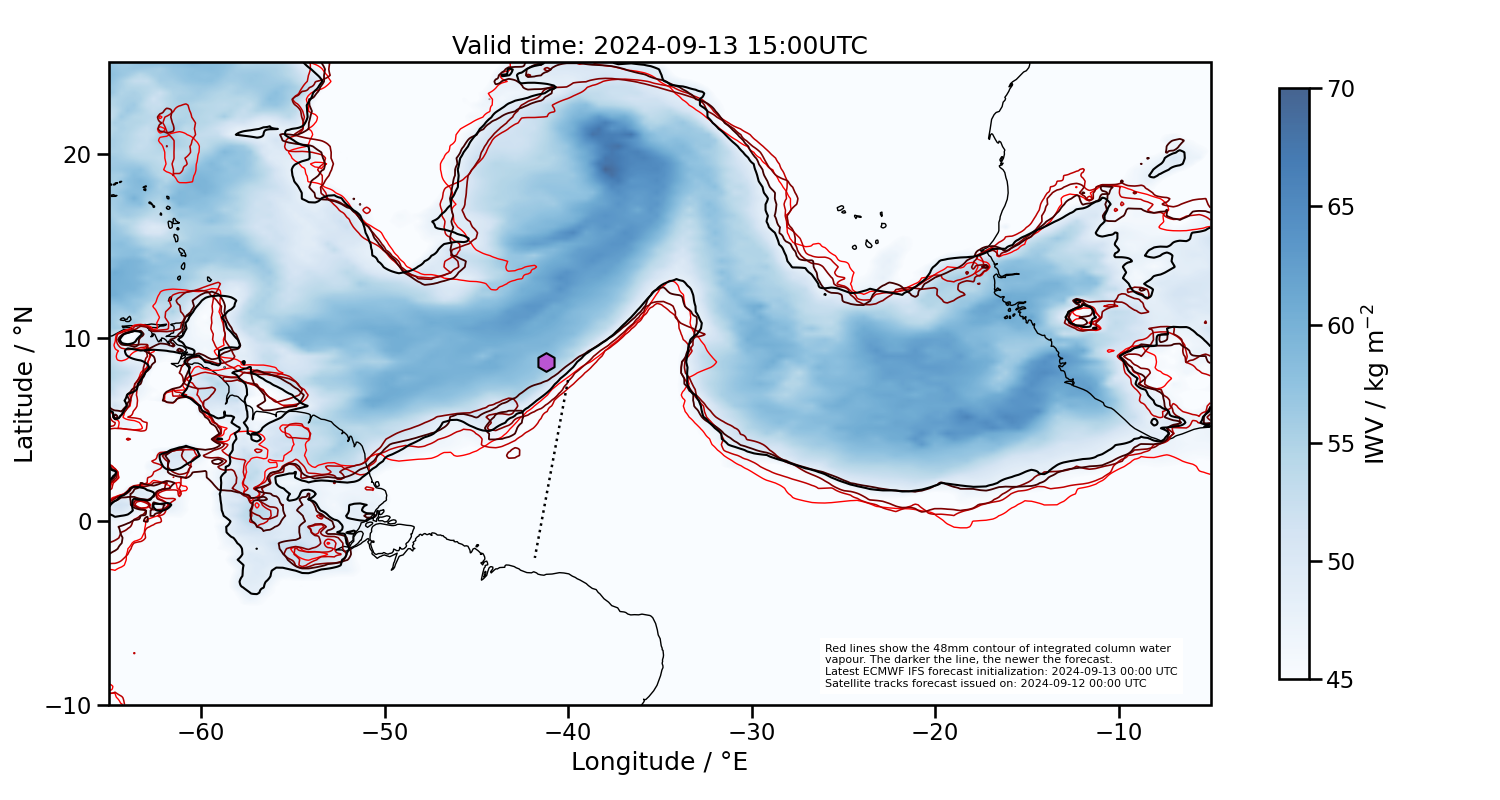 Valid time: 2024-09-13 15:00UTC
20
10
0
−10
Latitude / °N
−60
−50
−40
−30
−20
−10
Longitude / °E
Red lines show the 48mm contour of integrated column water
vapour. The darker the line, the newer the forecast.
Latest ECMWF IFS forecast initialization: 2024-09-13 00:00 UTC
Satellite tracks forecast issued on: 2024-09-12 00:00 UTC
70
65
60
55
50
45
IWV / kg m⁻²